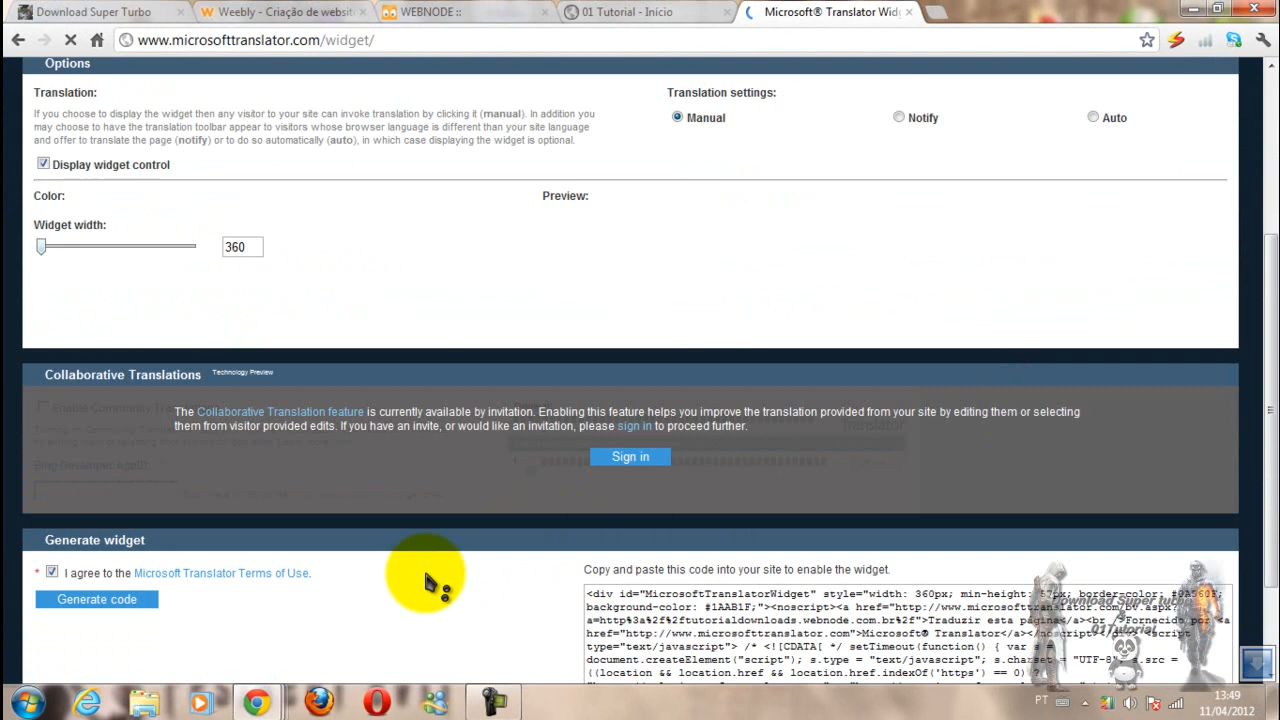 Download Super Turbo
Weebly - Criação de websit
WEBNODE ::
01 Tutorial - Início
Microsoft® Translator Widg
www.microsofttranslator.com/widget/
Options
Translation:
Translation settings:
If you choose to display the widget then any visitor to your site can invoke translation by clicking it (manual). In addition you
may choose to have the translation toolbar appear to visitors whose browser language is different than your site language
and offer to translate the page (notify) or to do so automatically (auto), in which case displaying the widget is optional.
Manual
Notify
Auto
Display widget control
Color:
Preview:
Widget width:
360
Collaborative Translations
Technology Preview
The Collaborative Translation feature is currently available by invitation. Enabling this feature helps you improve the translation provided from your site by editing them or selecting
them from visitor provided edits. If you have an invite, or would like an invitation, please sign in to proceed further.
Sign in
Generate widget
* I agree to the Microsoft Translator Terms of Use.
Generate code
Copy and paste this code into your site to enable the widget.
<div id="MicrosoftTranslatorWidget" style="width: 360px; min-height: 57px; border-color: #0A560F;
background-color: #1AAB1F;"><noscript><a href="http://www.microsofttranslator.com/bv.aspx?
a=http%3a%2f%2ftutorialdownloads.webnode.com.br%2f">Traduzir esta página</a><br />Fornecido por <a
href="http://www.microsofttranslator.com">Microsoft® Translator</a></noscript></div> <script
type="text/javascript"> /* <![CDATA[ */ setTimeout(function() { var s =
document.createElement("script"); s.type = "text/javascript"; s.charset = "UTF-8"; s.src =
((location && location.href && location.href.indexOf('https') == 0)?
Download Super tutor
01Tutorial
PT
13:49
11/04/2012